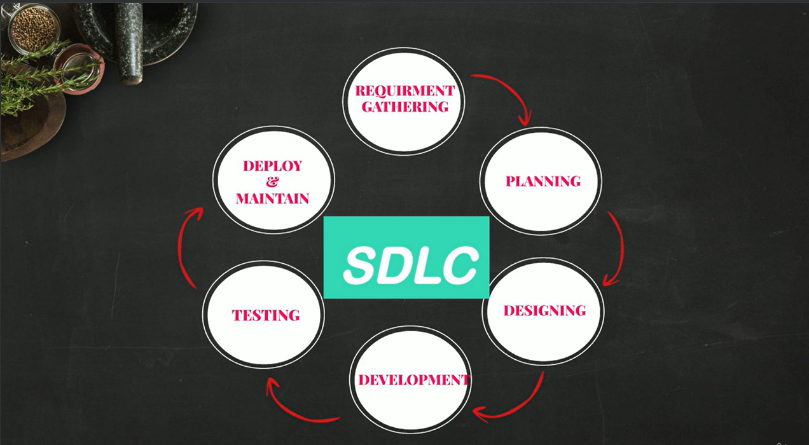 REQUIRMENT
GATHERING
PLANNING
DESIGNING
DEVELOPMENT
TESTING
DEPLOY
&
MAINTAIN
SDLC